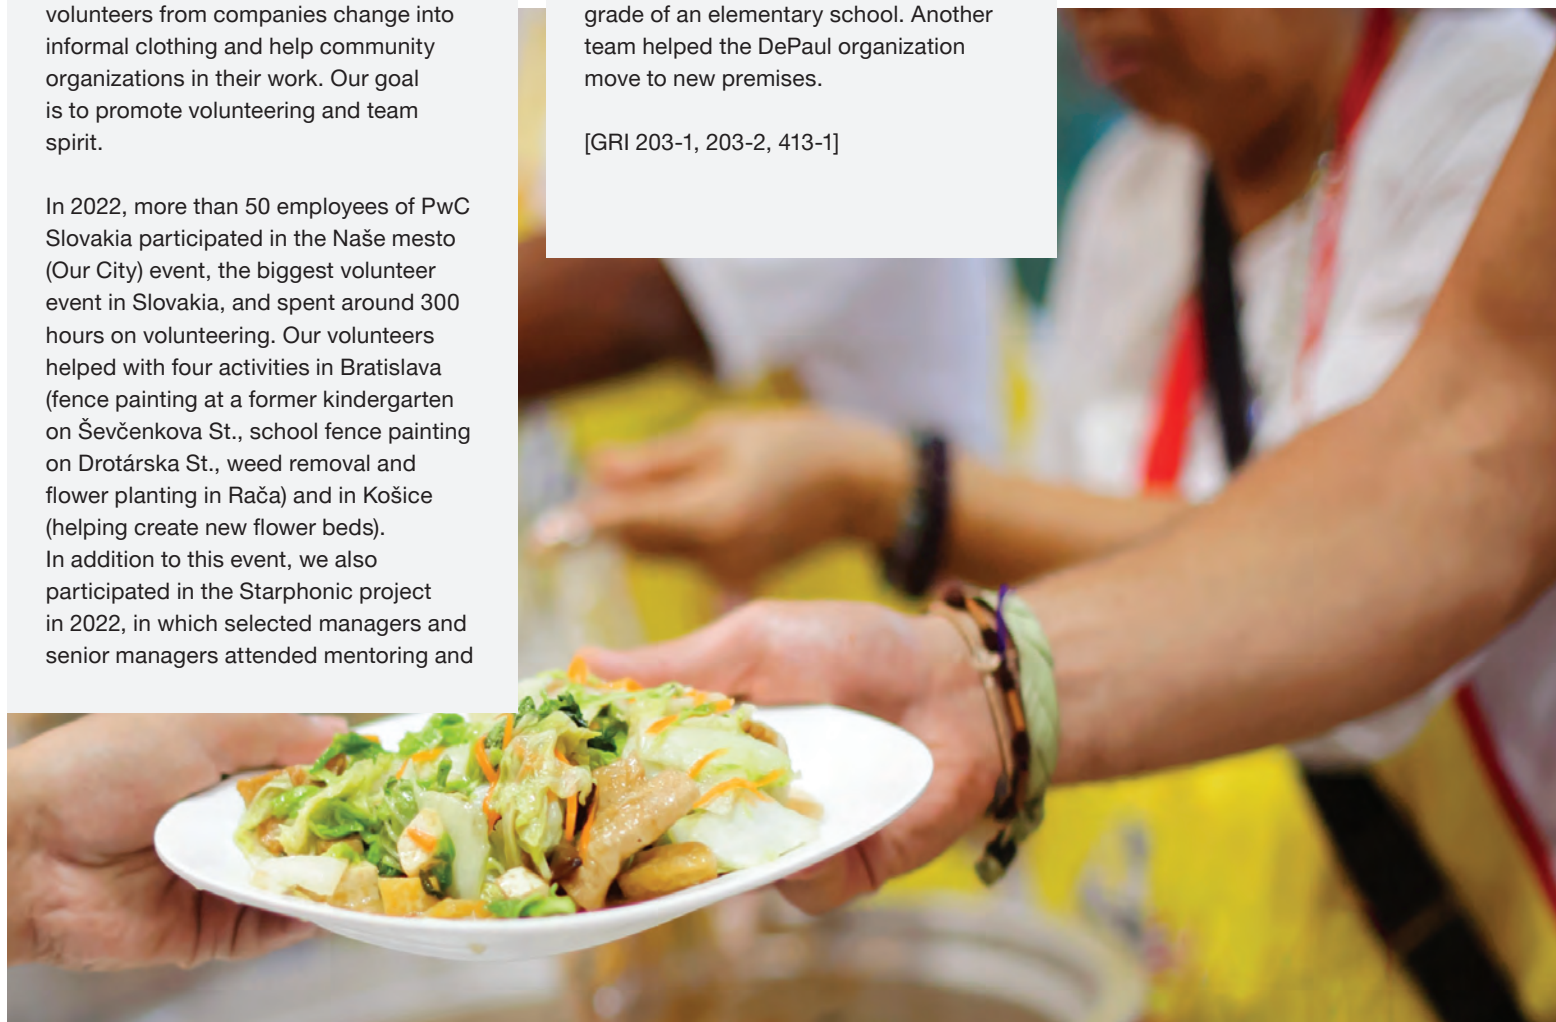 volunteers from companies change into
informal clothing and help community
organizations in their work. Our goal
is to promote volunteering and team
spirit.
In 2022, more than 50 employees of PwC
Slovakia participated in the Naše mesto
(Our City) event, the biggest volunteer
event in Slovakia, and spent around 300
hours on volunteering. Our volunteers
helped with four activities in Bratislava
(fence painting at a former kindergarten
on Ševčenkova St., school fence painting
on Drotárska St., weed removal and
flower planting in Rača) and in Košice
(helping create new flower beds).
In addition to this event, we also
participated in the Starphonic project
in 2022, in which selected managers and
senior managers attended mentoring and
grade of an elementary school. Another
team helped the DePaul organization
move to new premises.
[GRI 203-1, 203-2, 413-1]